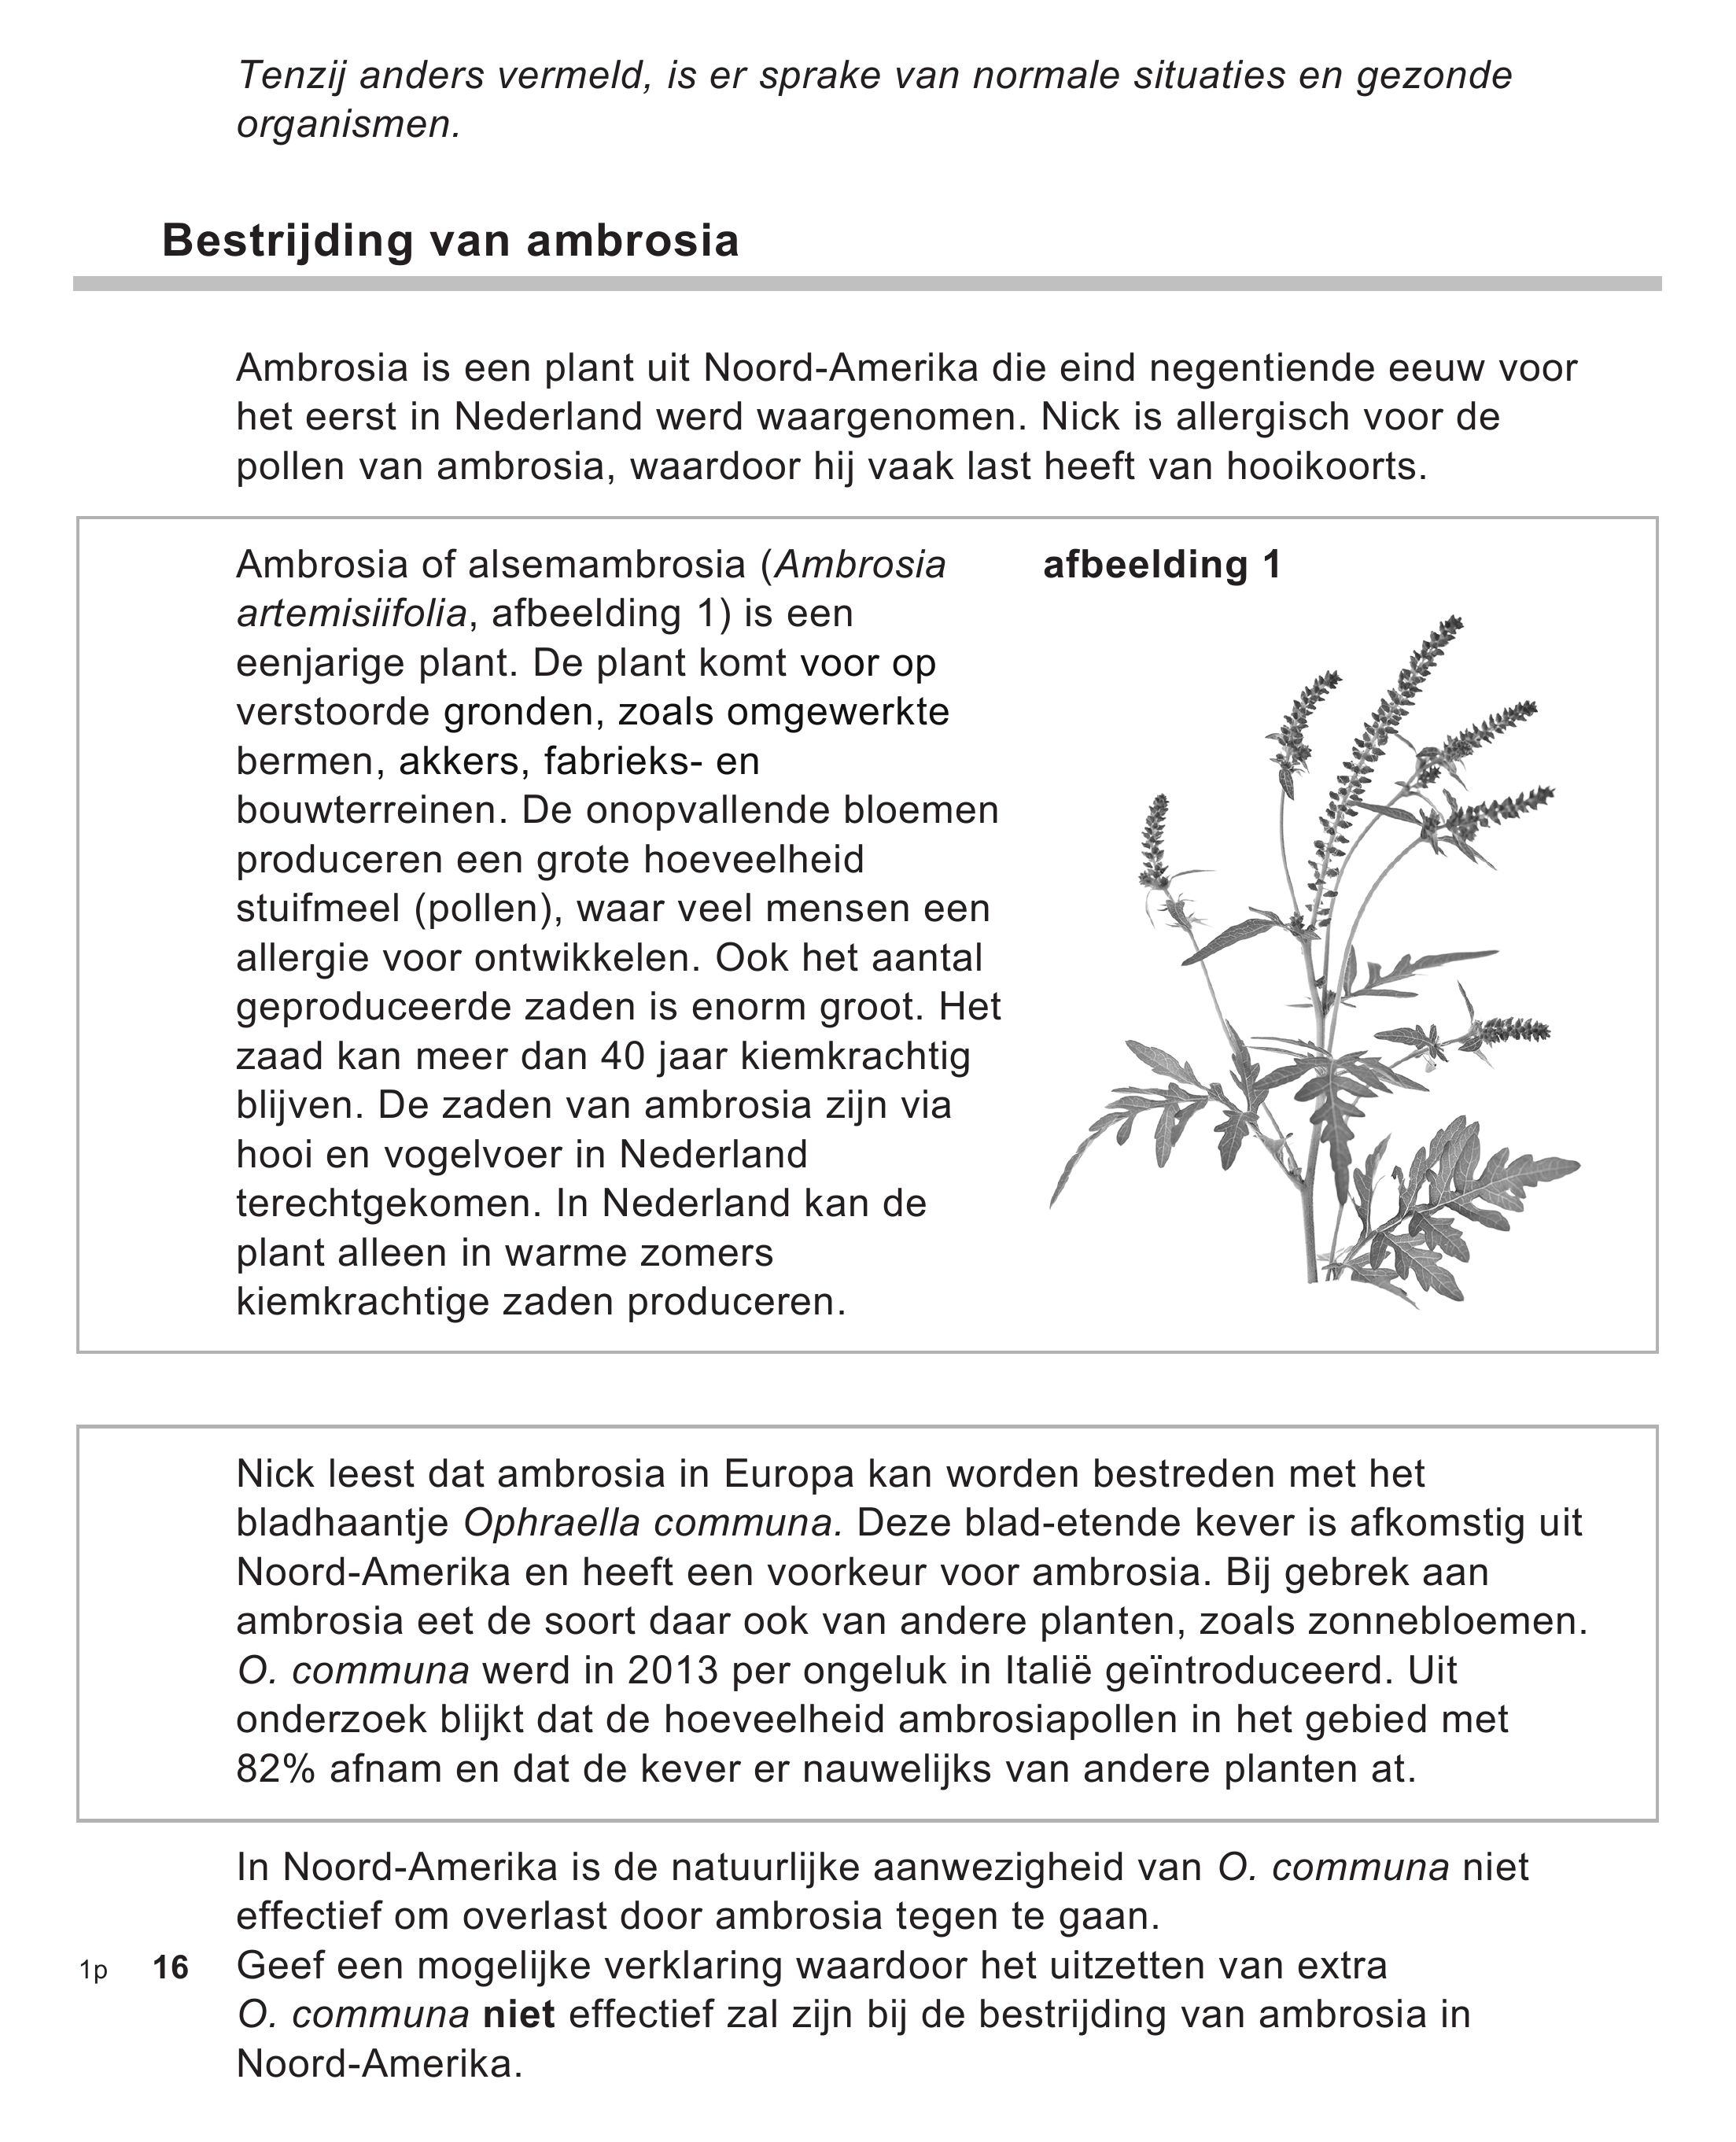 Tenzij anders vermeld, is er sprake van normale situaties en gezonde
organismen.
Bestrijding van ambrosia
Ambrosia is een plant uit Noord-Amerika die eind negentiende eeuw voor
het eerst in Nederland werd waargenomen. Nick is allergisch voor de
pollen van ambrosia, waardoor hij vaak last heeft van hooikoorts.
Ambrosia of alsemambrosia (Ambrosia
artemisiifolia, afbeelding 1) is een
eenjarige plant. De plant komt voor op
verstoorde gronden, zoals omgewerkte
bermen, akkers, fabrieks- en
bouwterreinen. De onopvallende bloemen
produceren een grote hoeveelheid
stuifmeel (pollen), waar veel mensen een
allergie voor ontwikkelen. Ook het aantal
geproduceerde zaden is enorm groot. Het
zaad kan meer dan 40 jaar kiemkrachtig
blijven. De zaden van ambrosia zijn via
hooi en vogelvoer in Nederland
terechtgekomen. In Nederland kan de
plant alleen in warme zomers
kiemkrachtige zaden produceren.
afbeelding 1
Nick leest dat ambrosia in Europa kan worden bestreden met het
bladhaantje Ophraella communa. Deze blad-etende kever is afkomstig uit
Noord-Amerika en heeft een voorkeur voor ambrosia. Bij gebrek aan
ambrosia eet de soort daar ook van andere planten, zoals zonnebloemen.
O. communa werd in 2013 per ongeluk in Italië geïntroduceerd. Uit
onderzoek blijkt dat de hoeveelheid ambrosiapollen in het gebied met
82% afnam en dat de kever er nauwelijks van andere planten at.
In Noord-Amerika is de natuurlijke aanwezigheid van O. communa niet
effectief om overlast door ambrosia tegen te gaan.
1p 16 Geef een mogelijke verklaring waardoor het uitzetten van extra
O. communa niet effectief zal zijn bij de bestrijding van ambrosia in
Noord-Amerika.